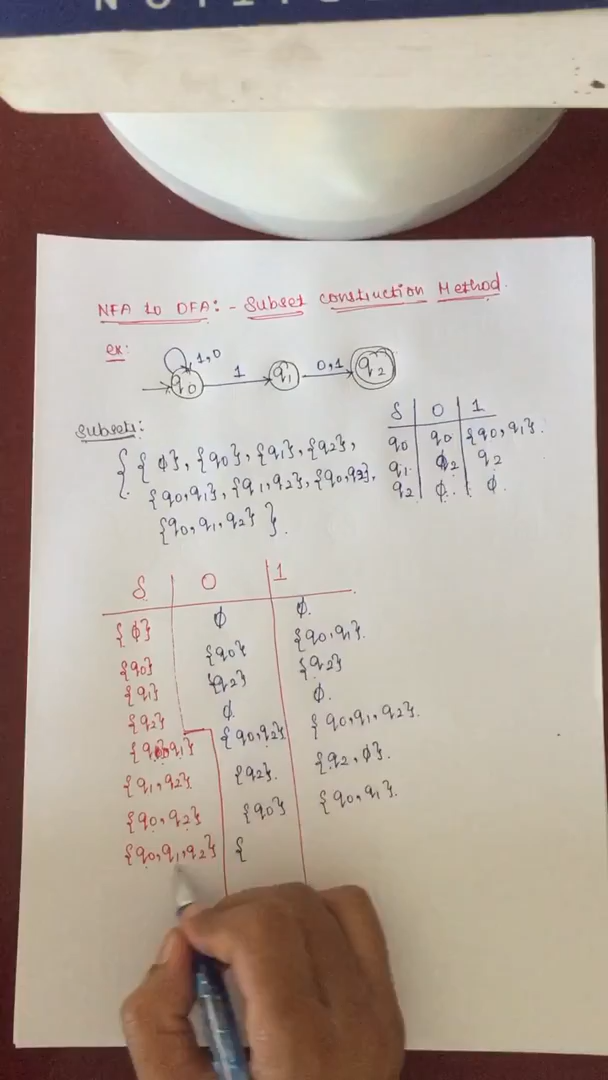 NFA to DFA: - Subset construction Method.
ex:
1,0
q0 1 q1 0,1 q2
δ 0 1
q0 q0 {q0,q1}.
q1. q2 q2
q2 ϕ. ϕ.
Subsets:
{ {ϕ}, {q0}, {q1}, {q2},
{q0,q1}, {q1,q2}, {q0,q2},
{q0,q1,q2} }.
δ 0 1
{ϕ} ϕ ϕ.
{q0} {q0} {q0,q1}.
{q1} {q2} {q2}
{q2} ϕ. ϕ.
{q0,q1} {q0,q2} {q0,q1,q2}.
{q1,q2} {q2}. {q2,ϕ}.
{q0,q2} {q0} {q0,q1}.
{q0,q1,q2} {